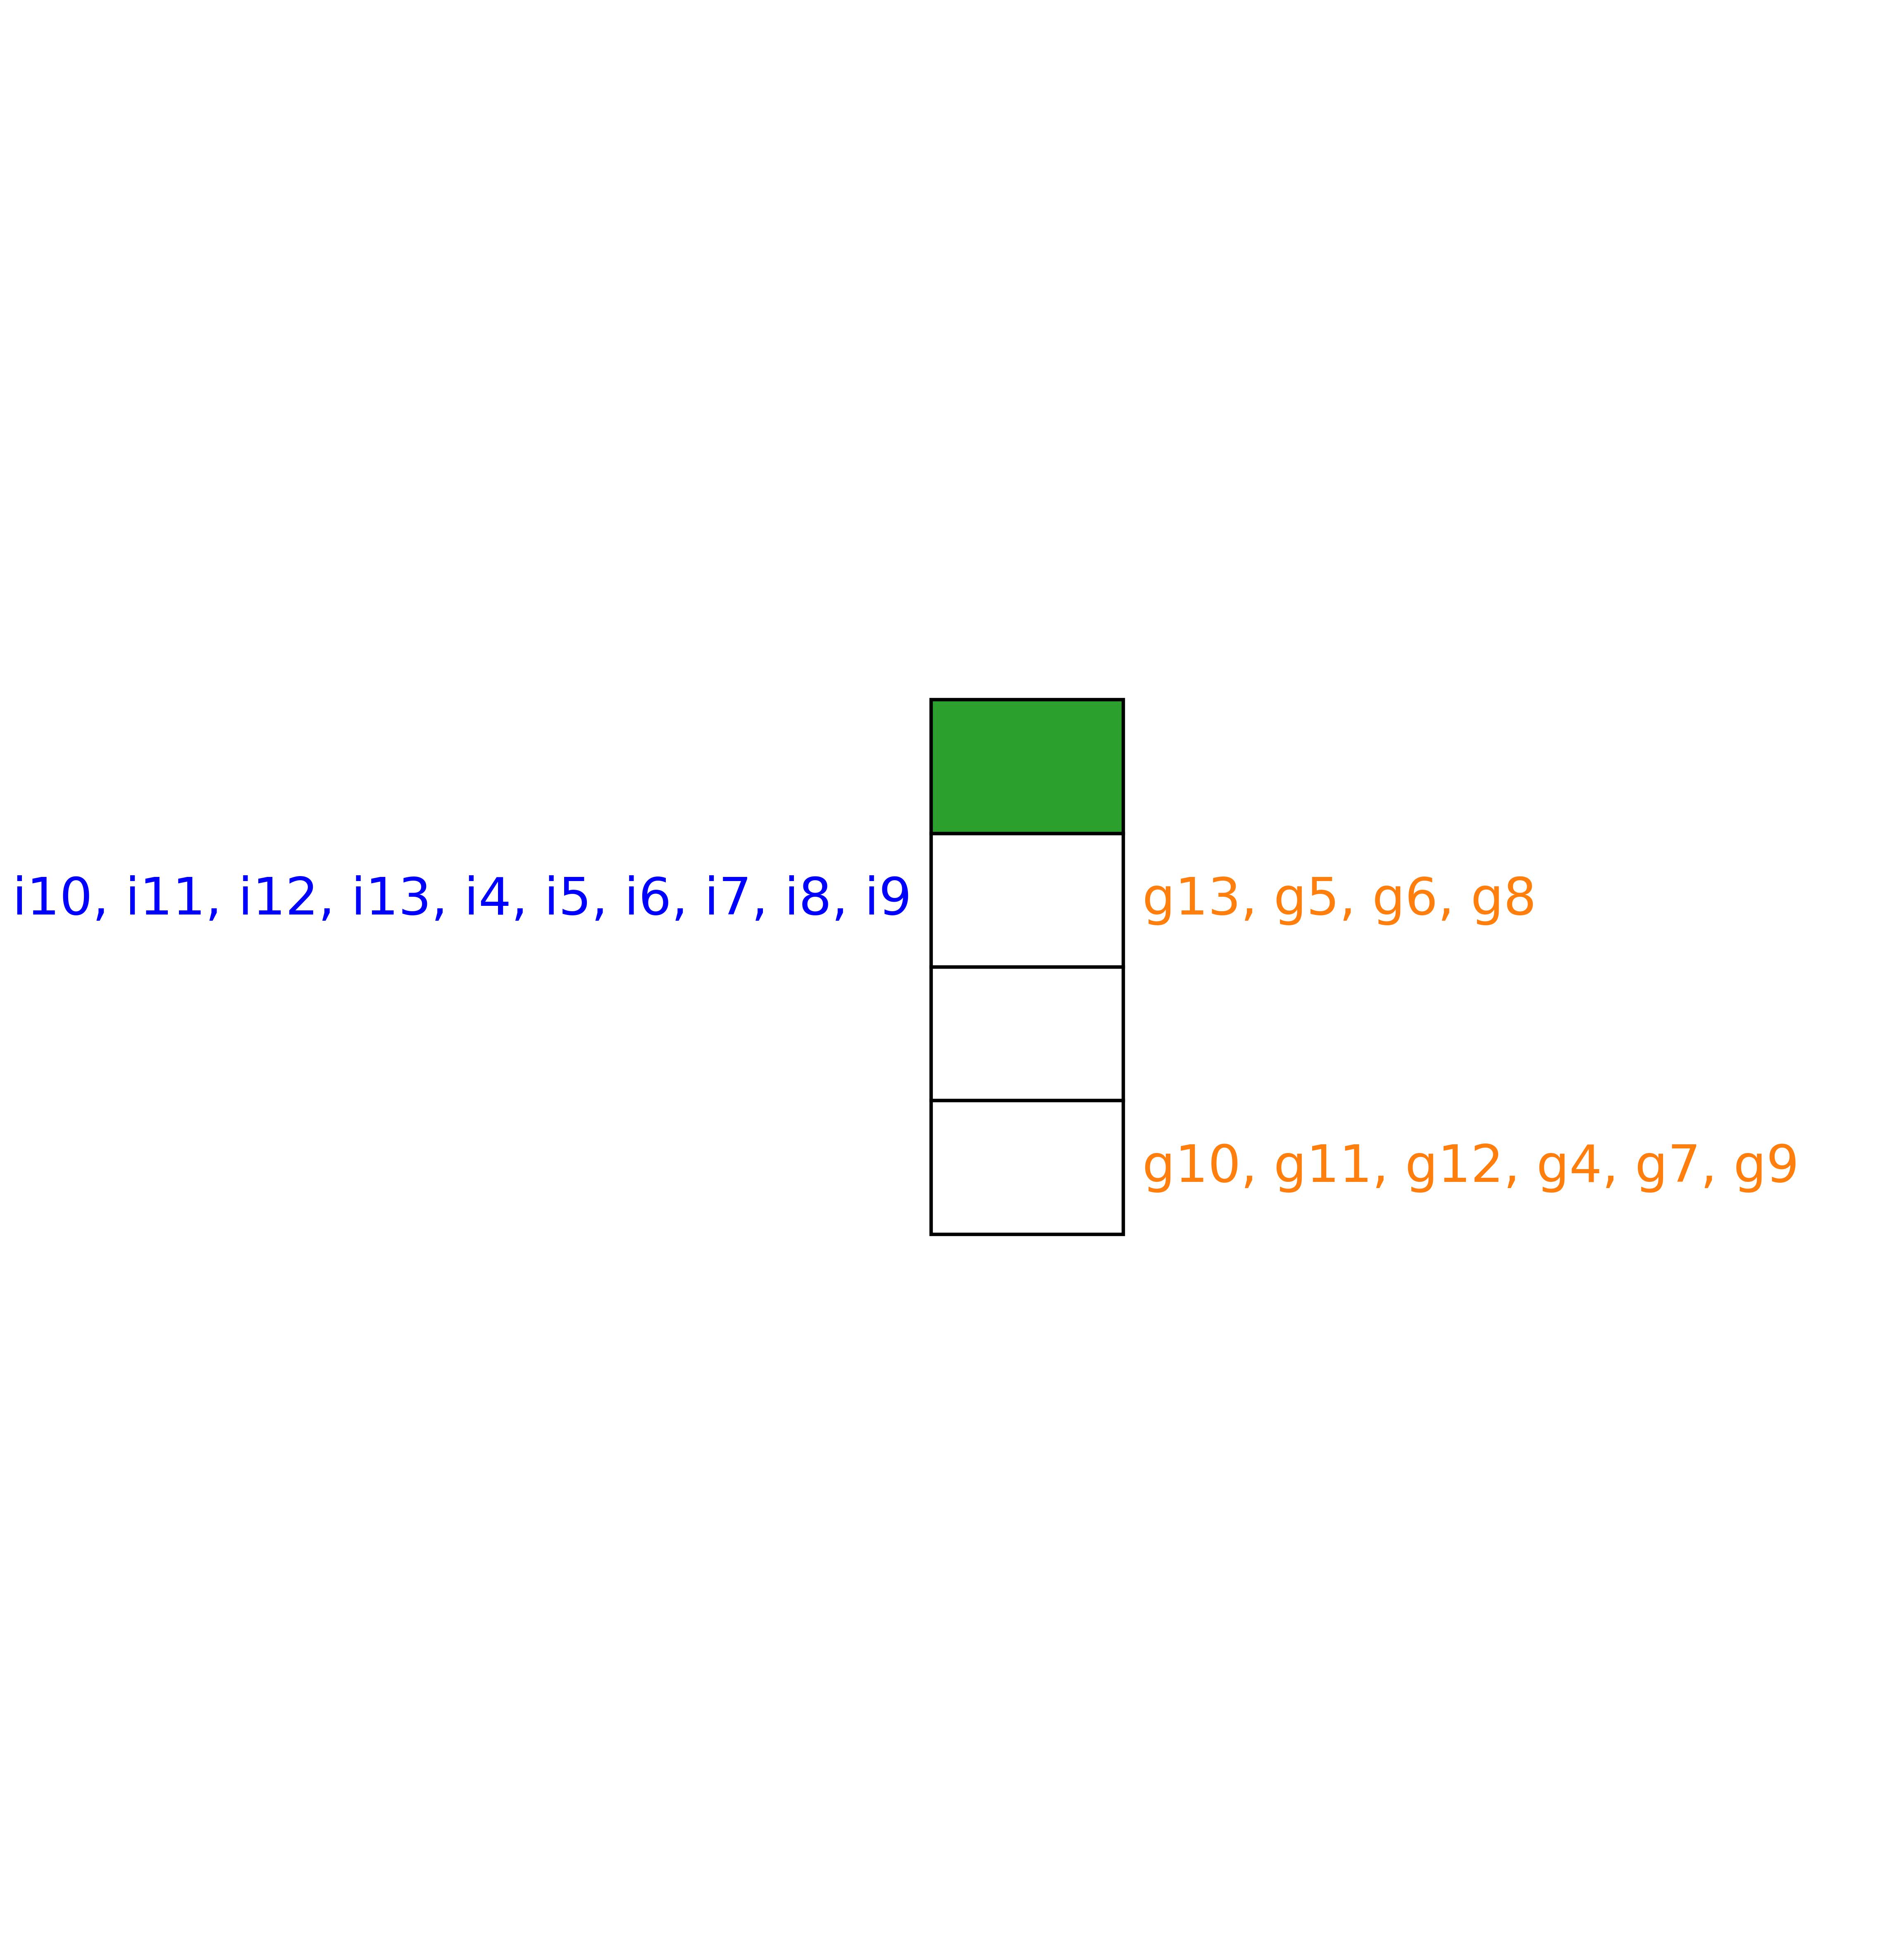 i10, i11, i12, i13, i4, i5, i6, i7, i8, i9 g13, g5, g6, g8
g10, g11, g12, g4, g7, g9